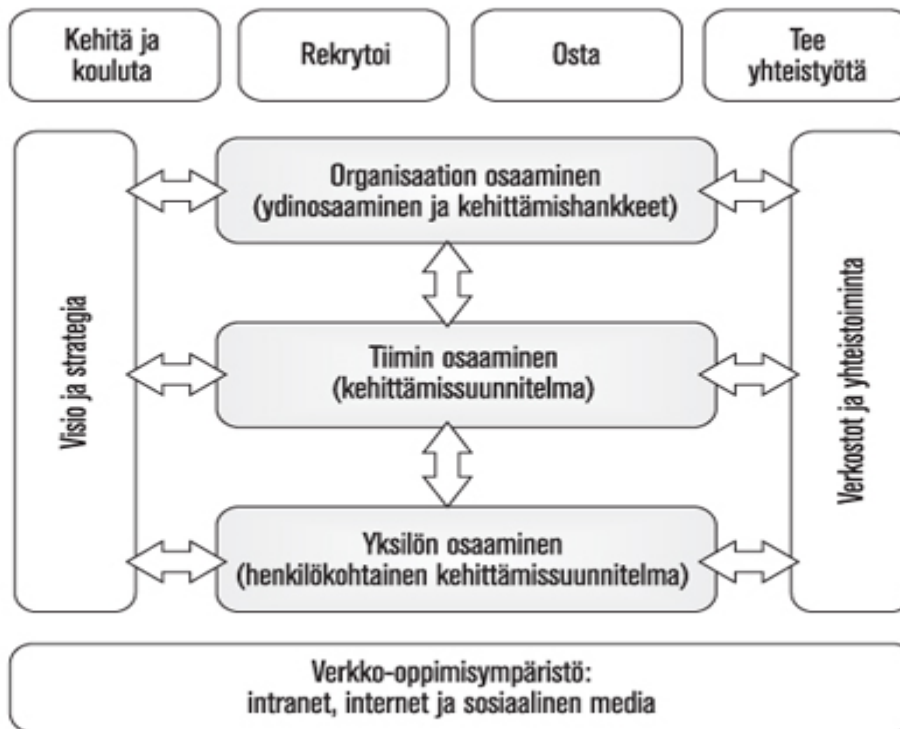 Kehitä ja
kouluta
Rekrytoi
Osta
Tee
yhteistyötä
Visio ja strategia
Organisaation osaaminen
(ydinosaaminen ja kehittämishankkeet)
Tiimin osaaminen
(kehittämissuunnitelma)
Yksilön osaaminen
(henkilökohtainen kehittämissuunnitelma)
Verkostot ja yhteistoiminta
Verkko-oppimisympäristö:
intranet, internet ja sosiaalinen media